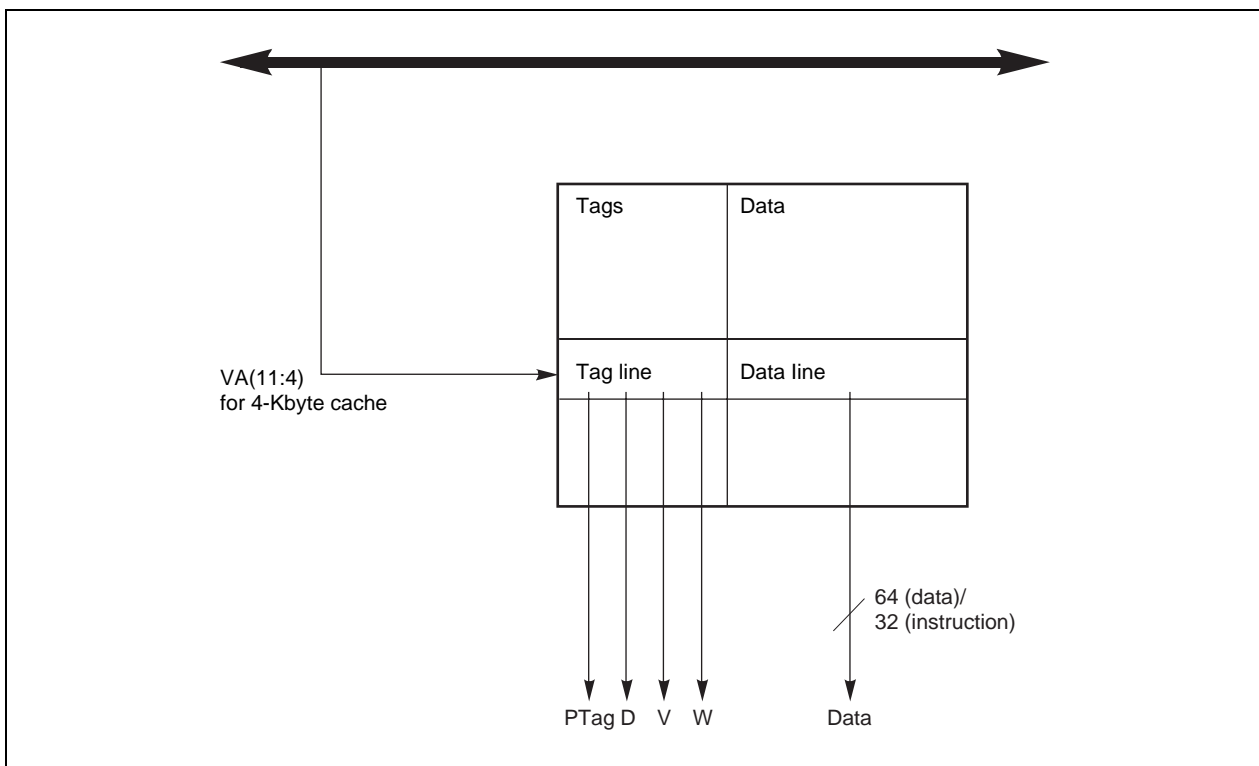 Tags
Data
VA(11:4)
for 4-Kbyte cache
Tag line
Data line
64 (data)/
32 (instruction)
PTag D V W Data